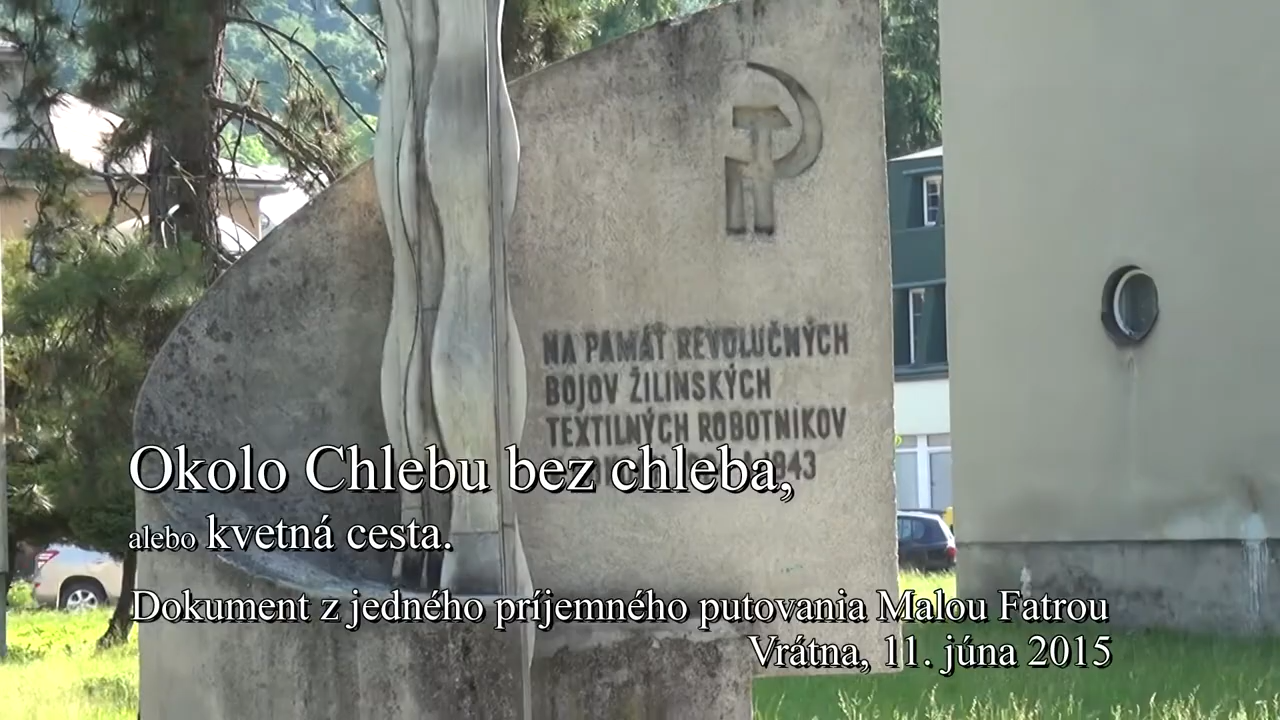 NA PAMÄŤ REVOLUČNÝCH
BOJOV ŽILINSKÝCH
TEXTILNÝCH ROBOTNÍKOV
943
Okolo Chlebu bez chleba,
alebo kvetná cesta.
Dokument z jedného príjemného putovania Malou Fatrou
Vrátna, 11. júna 2015